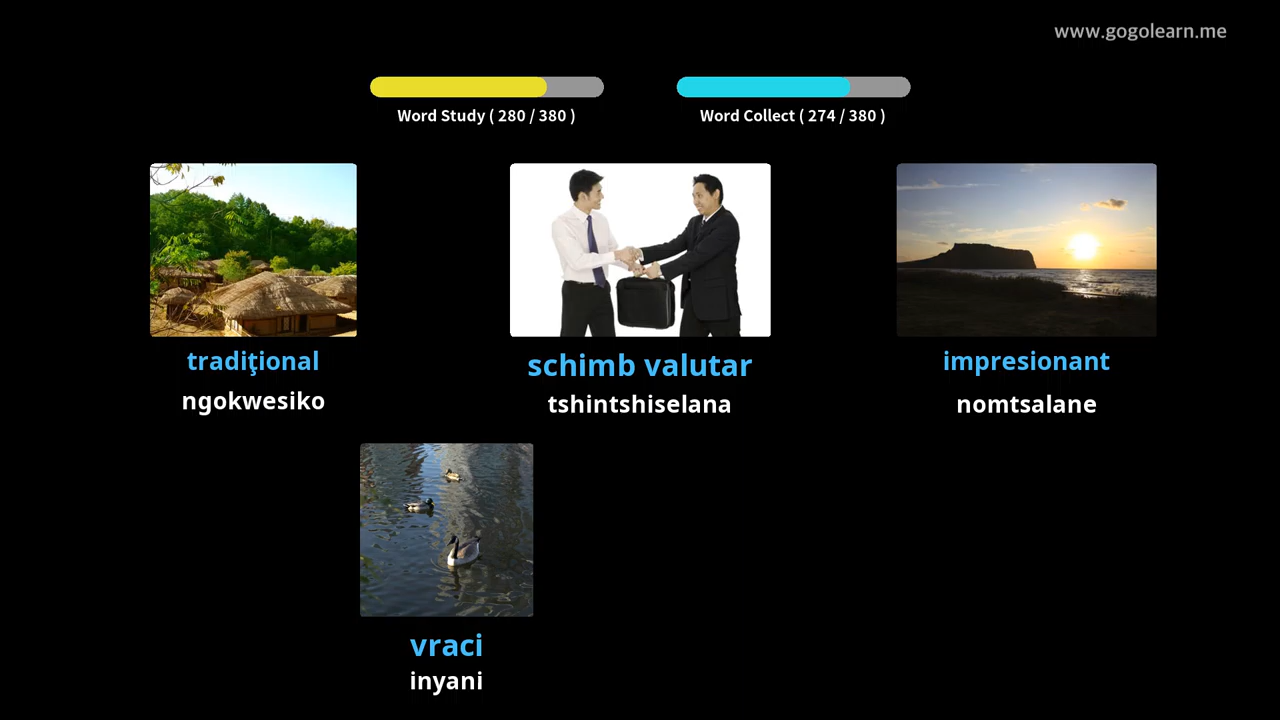 www.gogolearn.me
Word Study ( 280 / 380 )
Word Collect ( 274 / 380 )
tradiţional
schimb valutar
impresionant
ngokwesiko
tshintshiselana
nomtsalane
vraci
inyani